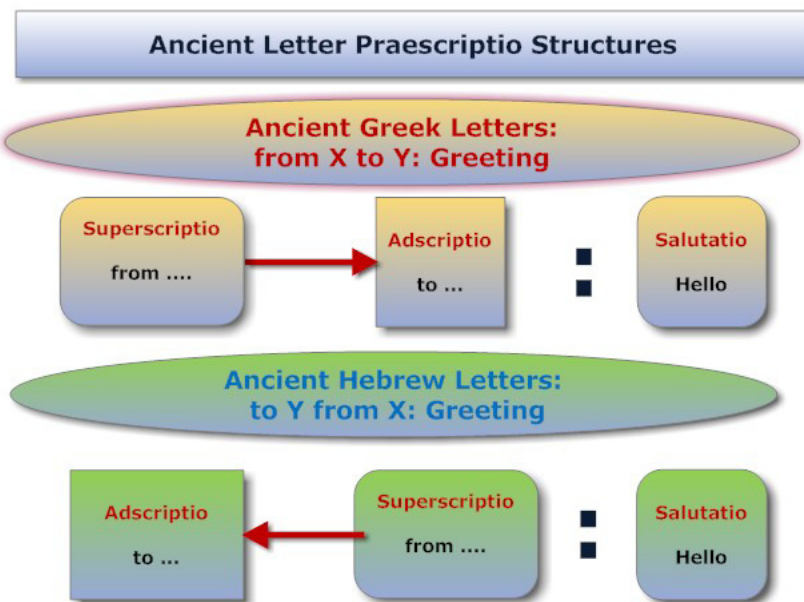 Ancient Letter Praescriptio Structures
Ancient Greek Letters:
from X to Y: Greeting
Superscriptio
from ....
Adscriptio
to ...
:
Salutatio
Hello
Ancient Hebrew Letters:
to Y from X: Greeting
Adscriptio
to ...
Superscriptio
from ....
:
Salutatio
Hello